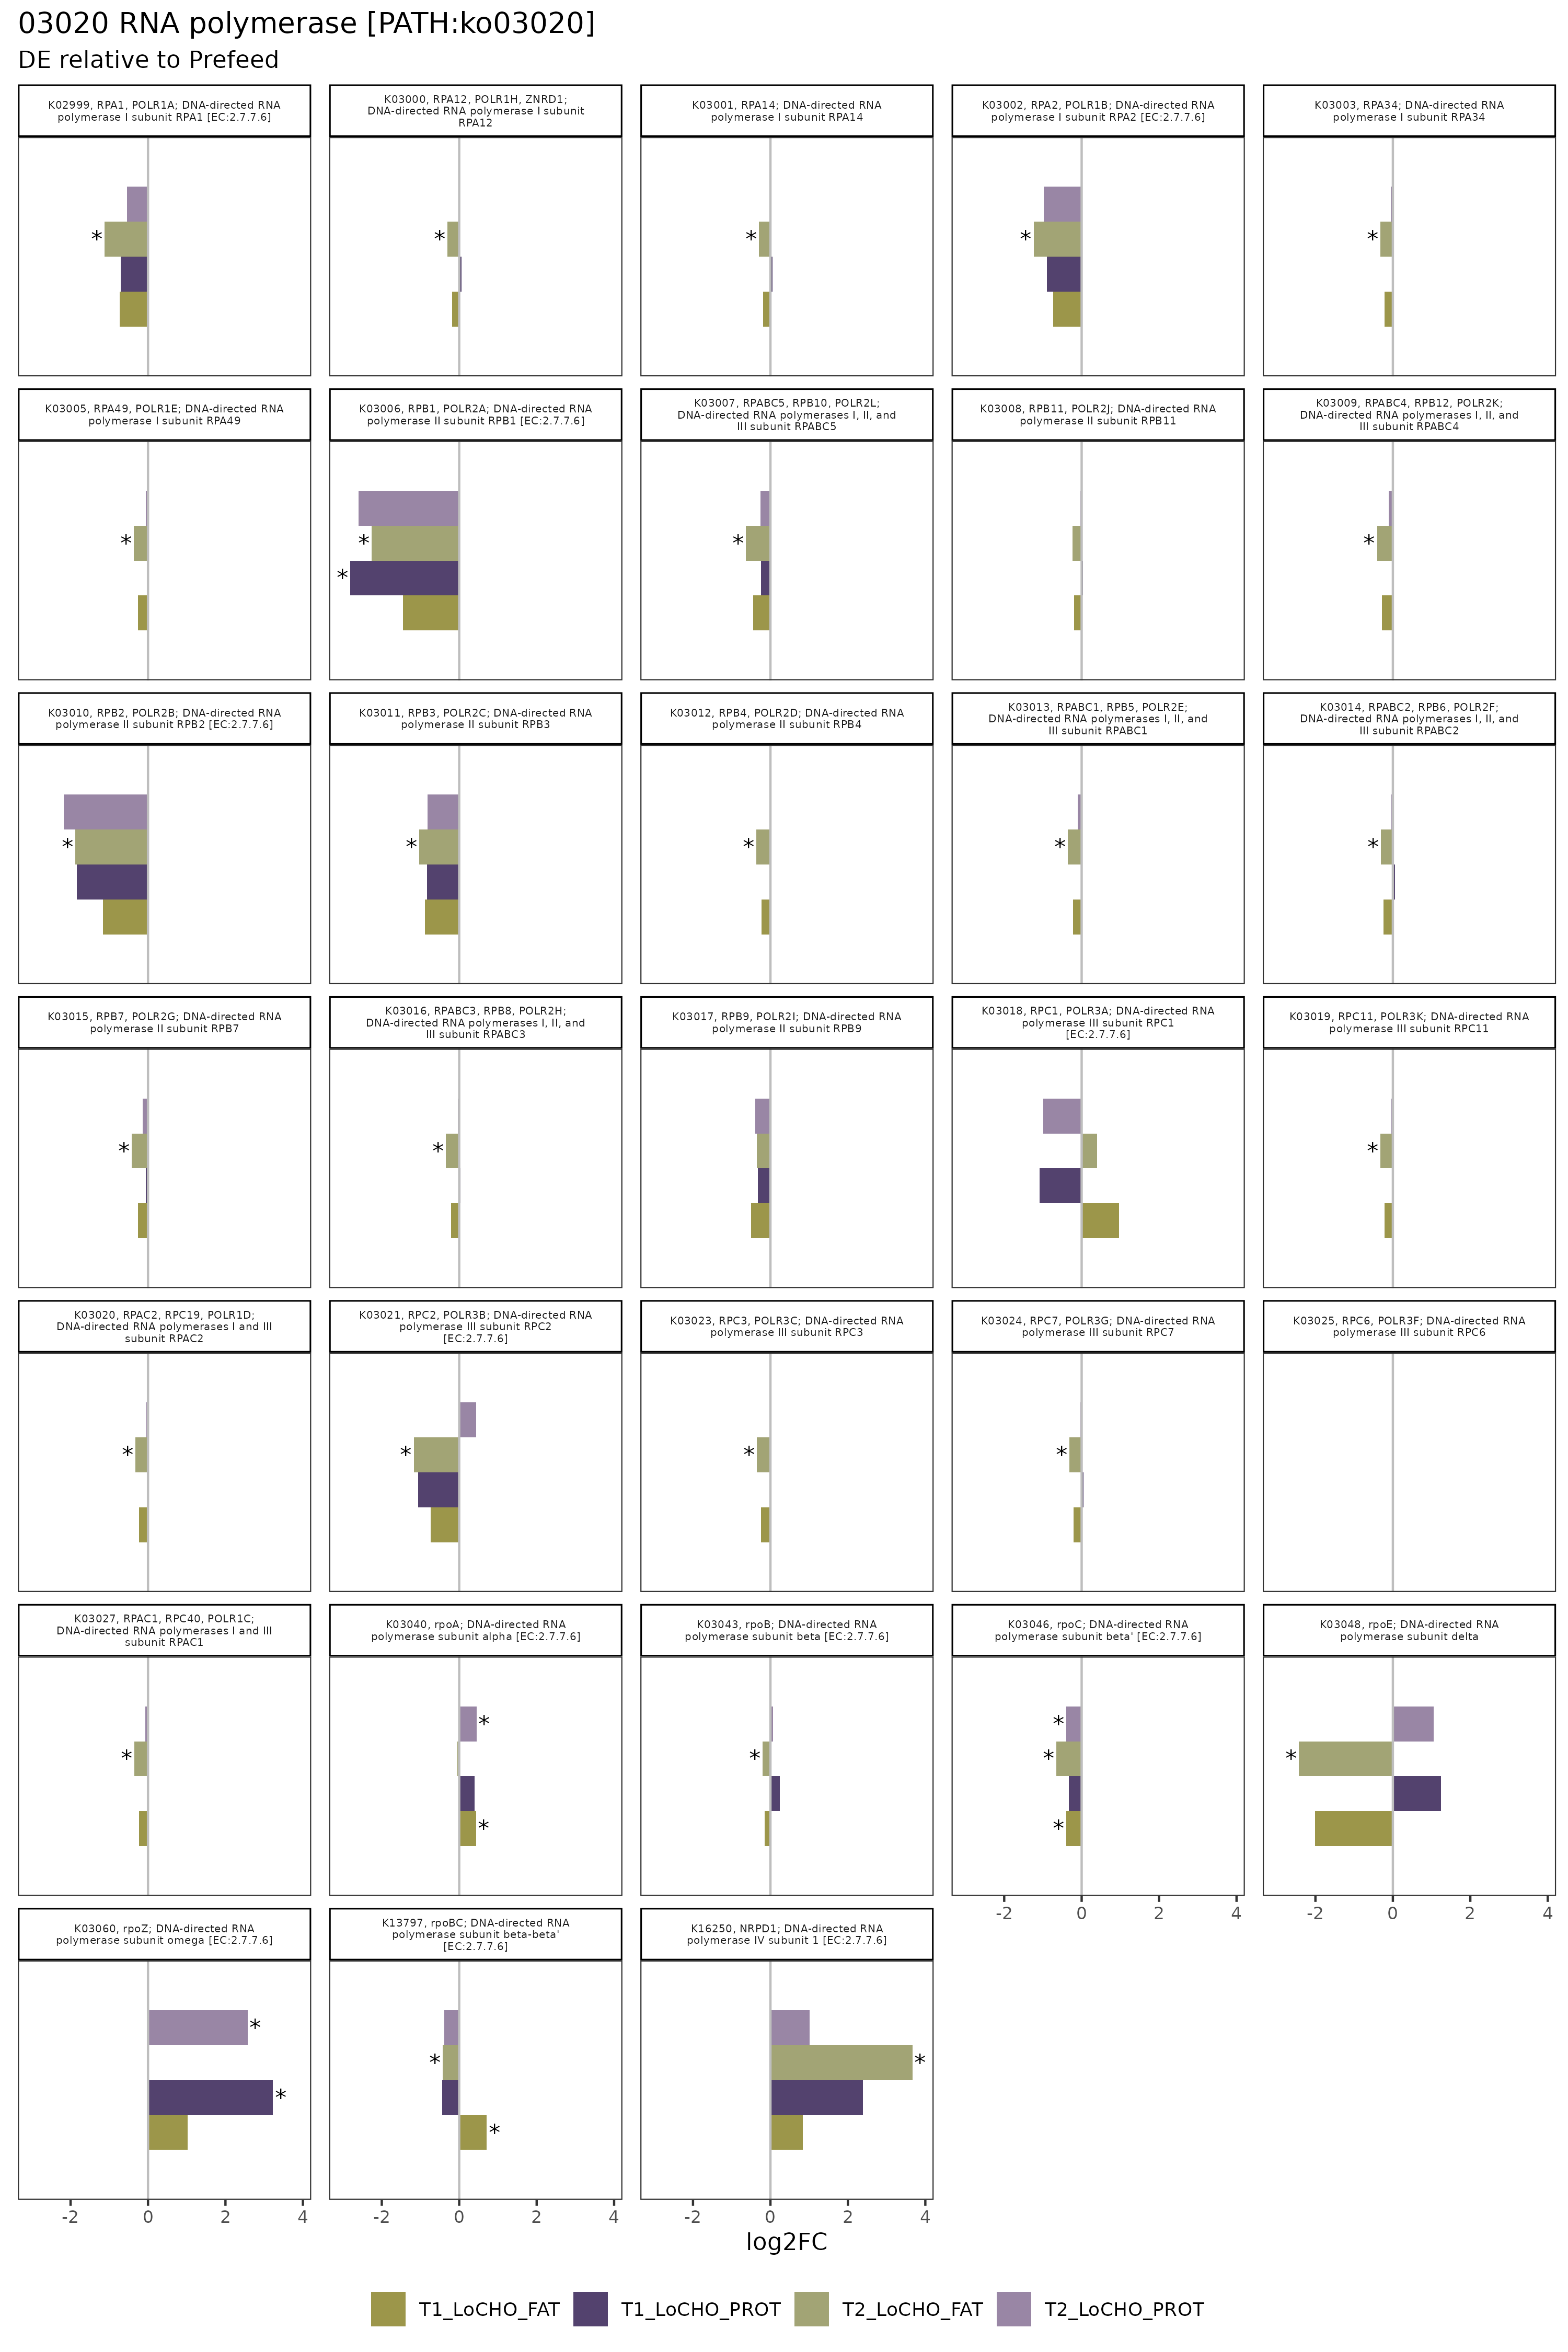 03020 RNA polymerase [PATH:ko03020]
DE relative to Prefeed
K02999, RPA1, POLR1A; DNA-directed RNA
polymerase I subunit RPA1 [EC:2.7.7.6]
K03000, RPA12, POLR1H, ZNRD1;
DNA-directed RNA polymerase I subunit
RPA12
K03001, RPA14; DNA-directed RNA
polymerase I subunit RPA14
K03002, RPA2, POLR1B; DNA-directed RNA
polymerase I subunit RPA2 [EC:2.7.7.6]
K03003, RPA34; DNA-directed RNA
polymerase I subunit RPA34
*
*
*
*
*
K03005, RPA49, POLR1E; DNA-directed RNA
polymerase I subunit RPA49
K03006, RPB1, POLR2A; DNA-directed RNA
polymerase II subunit RPB1 [EC:2.7.7.6]
K03007, RPABC5, RPB10, POLR2L;
DNA-directed RNA polymerases I, II, and
III subunit RPABC5
K03008, RPB11, POLR2J; DNA-directed RNA
polymerase II subunit RPB11
K03009, RPABC4, RPB12, POLR2K;
DNA-directed RNA polymerases I, II, and
III subunit RPABC4
*
*
*
*
*
K03010, RPB2, POLR2B; DNA-directed RNA
polymerase II subunit RPB2 [EC:2.7.7.6]
K03011, RPB3, POLR2C; DNA-directed RNA
polymerase II subunit RPB3
K03012, RPB4, POLR2D; DNA-directed RNA
polymerase II subunit RPB4
K03013, RPABC1, RPB5, POLR2E;
DNA-directed RNA polymerases I, II, and
III subunit RPABC1
K03014, RPABC2, RPB6, POLR2F;
DNA-directed RNA polymerases I, II, and
III subunit RPABC2
*
*
*
*
*
K03015, RPB7, POLR2G; DNA-directed RNA
polymerase II subunit RPB7
K03016, RPABC3, RPB8, POLR2H;
DNA-directed RNA polymerases I, II, and
III subunit RPABC3
K03017, RPB9, POLR2I; DNA-directed RNA
polymerase II subunit RPB9
K03018, RPC1, POLR3A; DNA-directed RNA
polymerase III subunit RPC1
[EC:2.7.7.6]
K03019, RPC11, POLR3K; DNA-directed RNA
polymerase III subunit RPC11
*
*
*
K03020, RPAC2, RPC19, POLR1D;
DNA-directed RNA polymerases I and III
subunit RPAC2
K03021, RPC2, POLR3B; DNA-directed RNA
polymerase III subunit RPC2
[EC:2.7.7.6]
K03023, RPC3, POLR3C; DNA-directed RNA
polymerase III subunit RPC3
K03024, RPC7, POLR3G; DNA-directed RNA
polymerase III subunit RPC7
K03025, RPC6, POLR3F; DNA-directed RNA
polymerase III subunit RPC6
*
*
*
*
K03027, RPAC1, RPC40, POLR1C;
DNA-directed RNA polymerases I and III
subunit RPAC1
K03040, rpoA; DNA-directed RNA
polymerase subunit alpha [EC:2.7.7.6]
K03043, rpoB; DNA-directed RNA
polymerase subunit beta [EC:2.7.7.6]
K03046, rpoC; DNA-directed RNA
polymerase subunit beta' [EC:2.7.7.6]
K03048, rpoE; DNA-directed RNA
polymerase subunit delta
*
*
*
*
*
*
*
*
-2 0 2 4
-2 0 2 4
K03060, rpoZ; DNA-directed RNA
polymerase subunit omega [EC:2.7.7.6]
K13797, rpoBC; DNA-directed RNA
polymerase subunit beta-beta'
[EC:2.7.7.6]
K16250, NRPD1; DNA-directed RNA
polymerase IV subunit 1 [EC:2.7.7.6]
*
*
*
*
*
-2 0 2 4
-2 0 2 4
-2 0 2 4
log2FC
T1_LoCHO_FAT T1_LoCHO_PROT T2_LoCHO_FAT T2_LoCHO_PROT